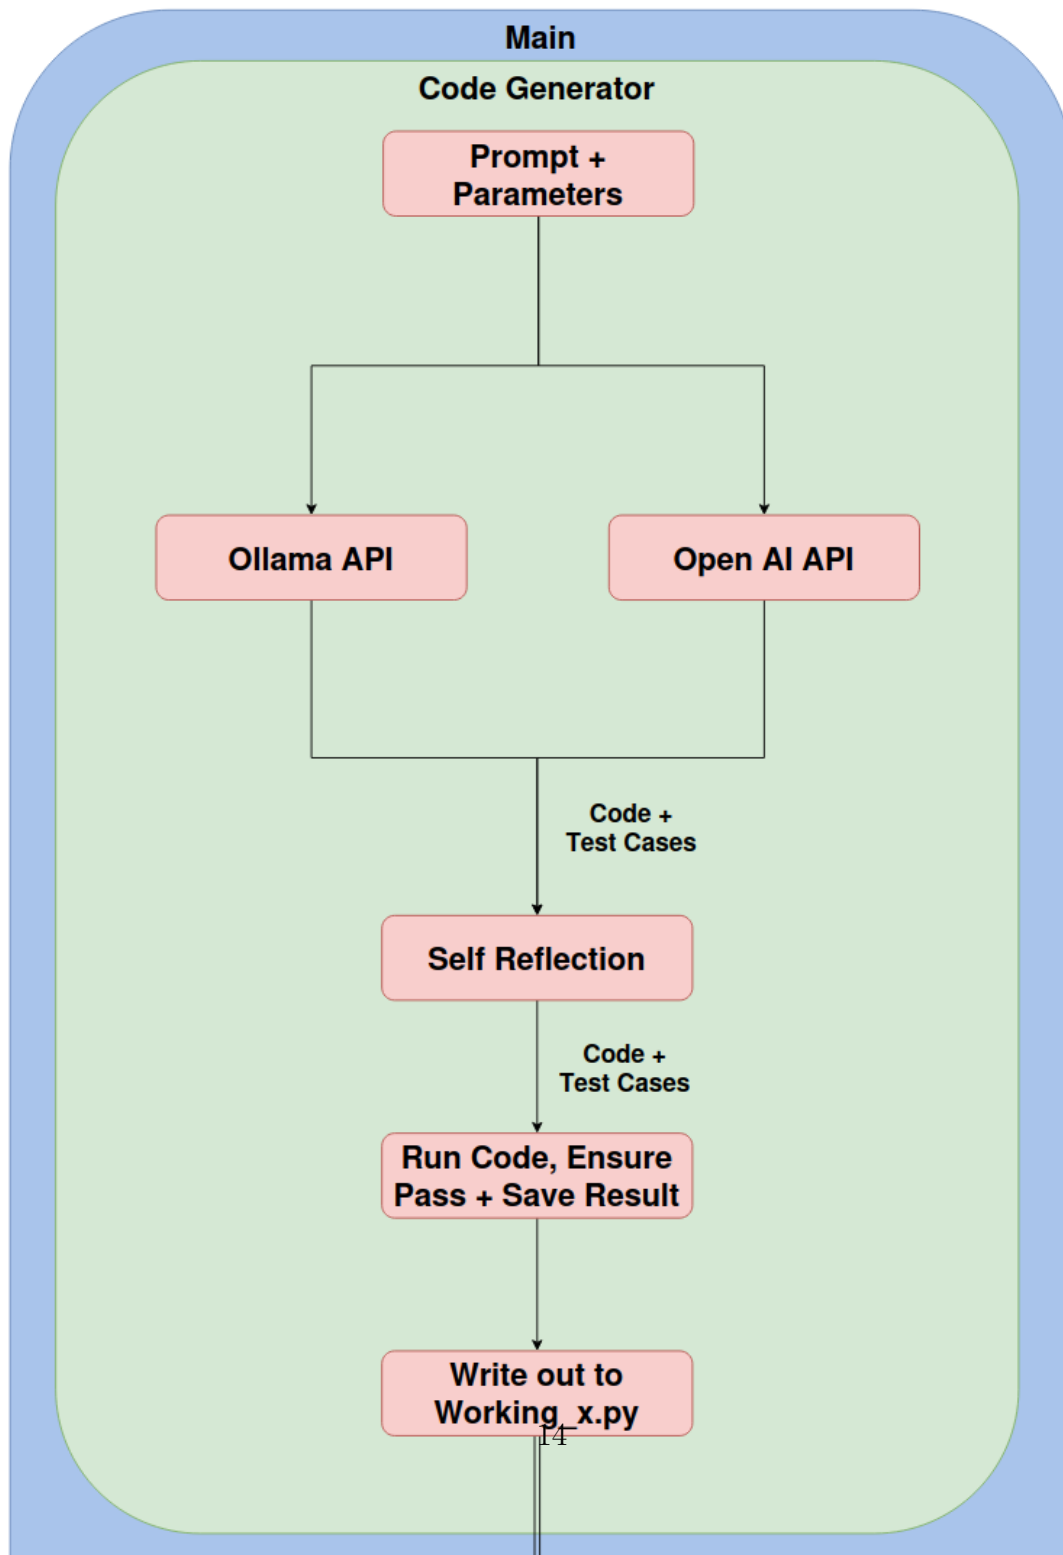 Main
Code Generator
Prompt +
Parameters
Ollama API
Open AI API
Code +
Test Cases
Self Reflection
Code +
Test Cases
Run Code, Ensure
Pass + Save Result
Write out to
Working_x.py
14